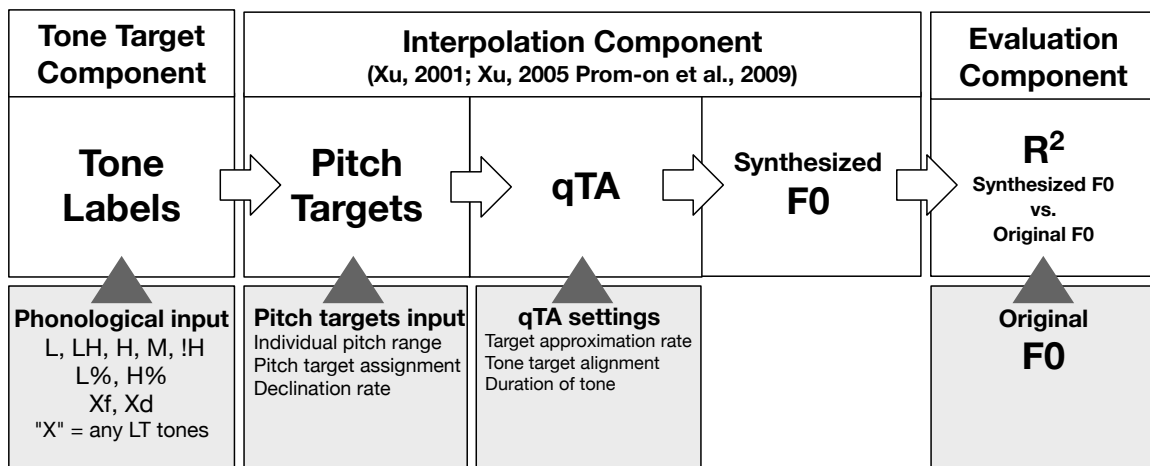 Tone Target
Component
Interpolation Component
(Xu, 2001; Xu, 2005 Prom-on et al., 2009)
Evaluation
Component
Tone
Labels
Pitch
Targets
qTA
Synthesized
F0
R²
Synthesized F0
vs.
Original F0
Phonological input
L, LH, H, M, !H
L%, H%
Xf, Xd
"X" = any LT tones
Pitch targets input
Individual pitch range
Pitch target assignment
Declination rate
qTA settings
Target approximation rate
Tone target alignment
Duration of tone
Original
F0